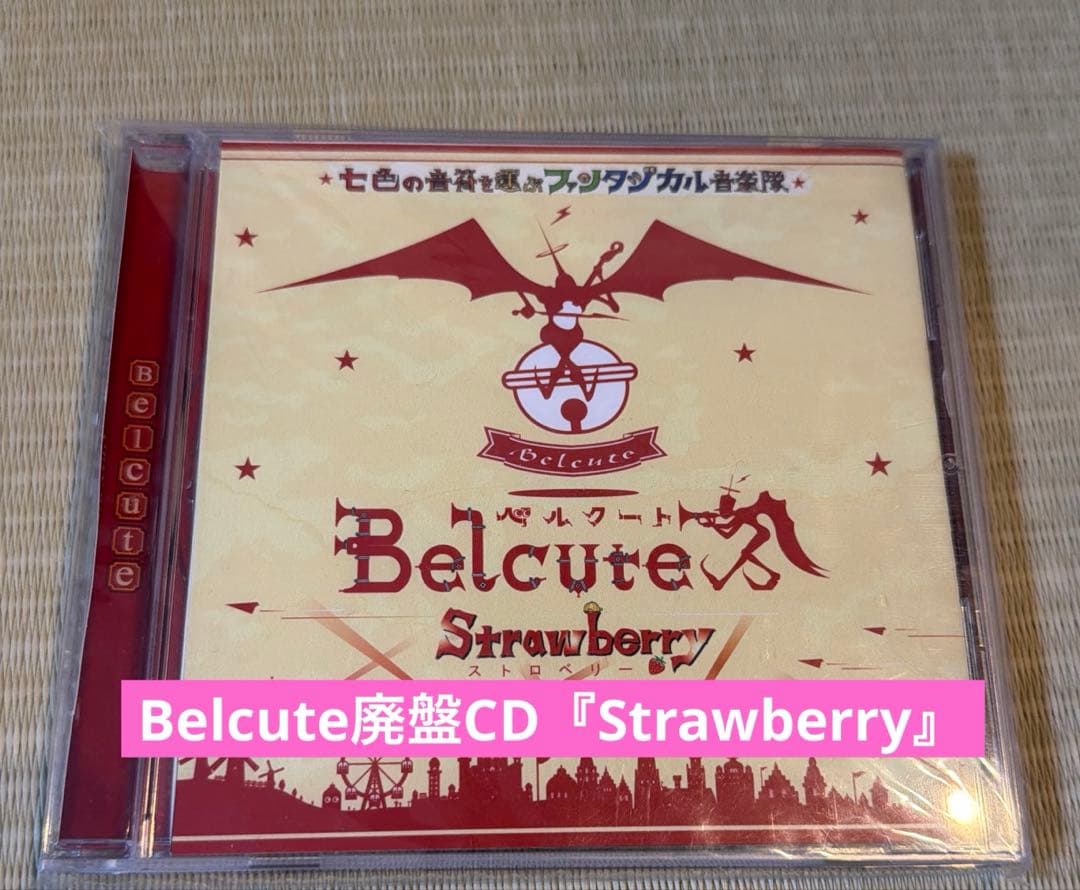 ★七色の音符を運ぶファンタジカル音楽隊★
Belcute
Belcute
ベルクート
Belcute
Strawberry
ストロベリー
Belcute廃盤CD『Strawberry』